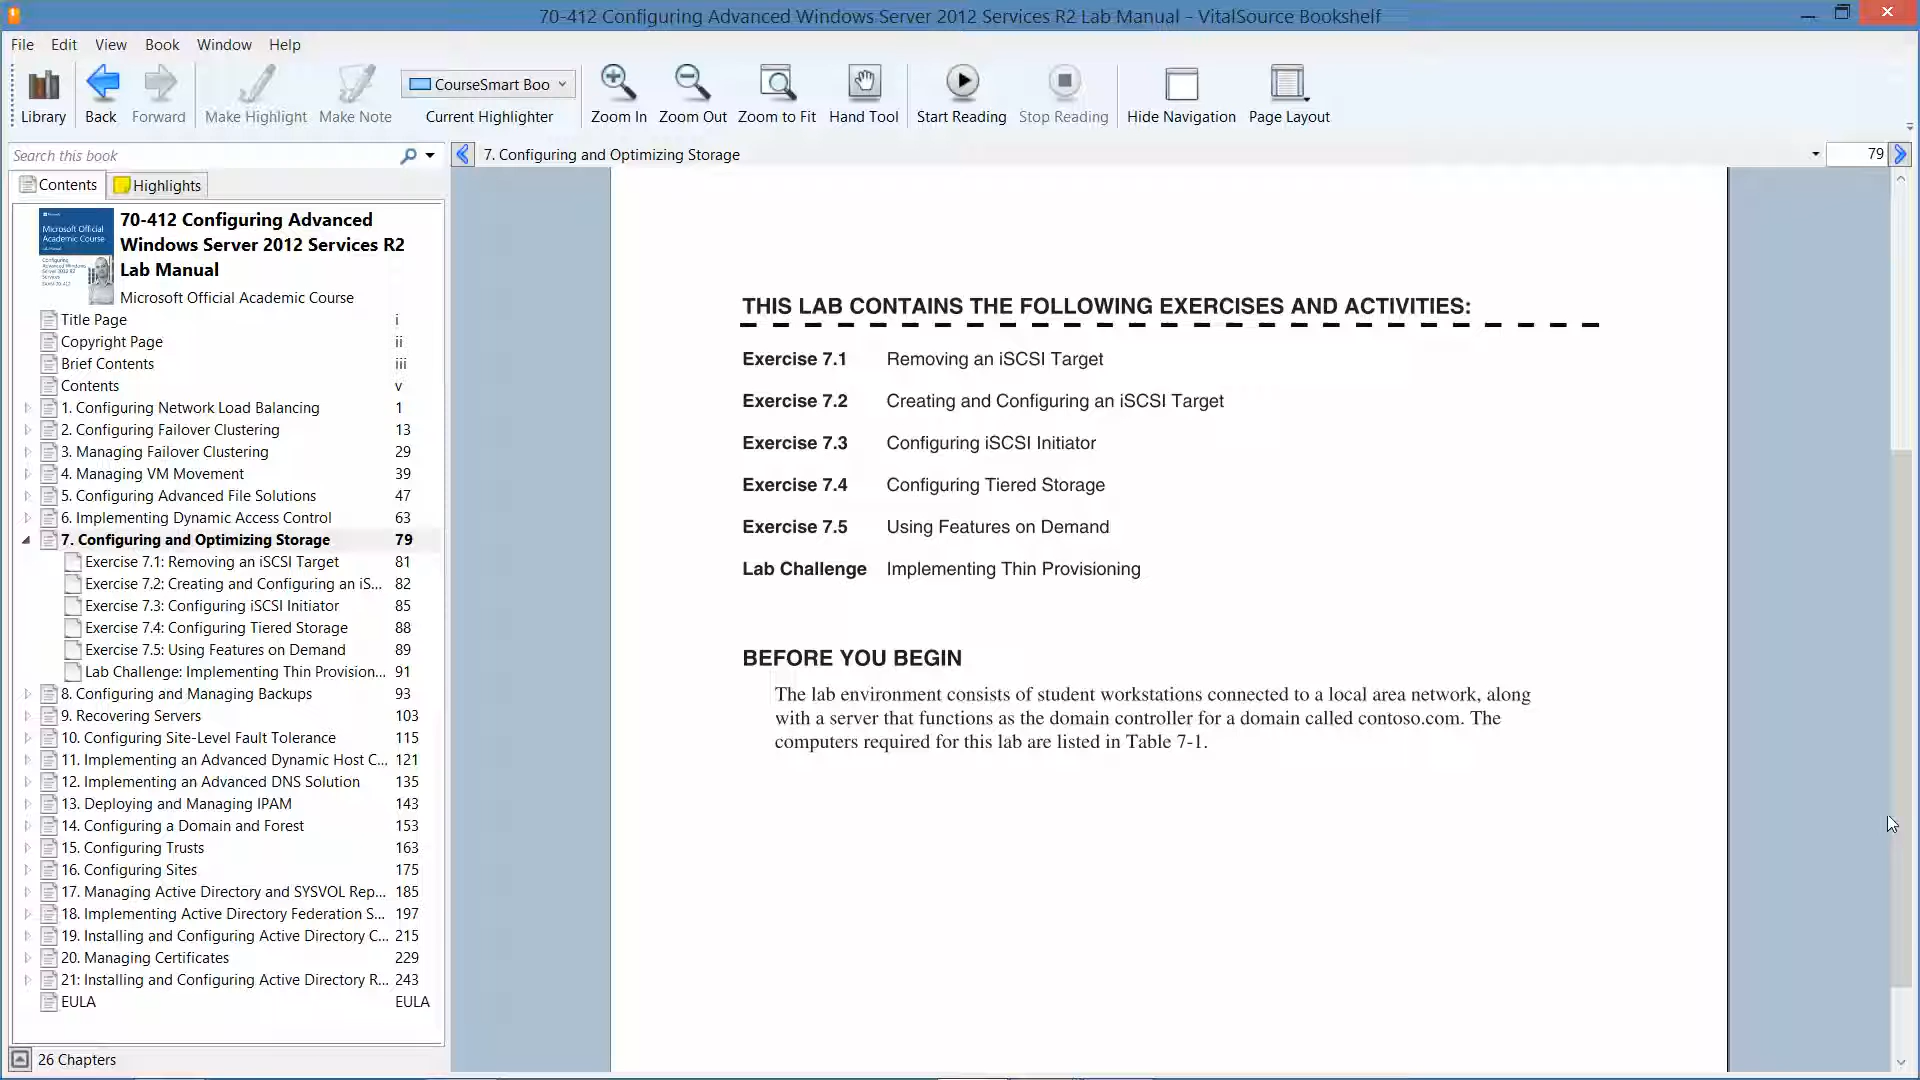 70-412 Configuring Advanced Windows Server 2012 Services R2 Lab Manual - VitalSource Bookshelf
File Edit View Book Window Help
Library Back Forward Make Highlight Make Note CourseSmart Boo Current Highlighter Zoom In Zoom Out Zoom to Fit Hand Tool Start Reading Stop Reading Hide Navigation Page Layout
Search this book
7. Configuring and Optimizing Storage 79
Contents Highlights
Microsoft Official
Academic Course
70-412 Configuring Advanced
Windows Server 2012 Services R2
Lab Manual
Microsoft Official Academic Course
Title Page i
Copyright Page ii
Brief Contents iii
Contents v
1. Configuring Network Load Balancing 1
2. Configuring Failover Clustering 13
3. Managing Failover Clustering 29
4. Managing VM Movement 39
5. Configuring Advanced File Solutions 47
6. Implementing Dynamic Access Control 63
7. Configuring and Optimizing Storage 79
Exercise 7.1: Removing an iSCSI Target 81
Exercise 7.2: Creating and Configuring an iS... 82
Exercise 7.3: Configuring iSCSI Initiator 85
Exercise 7.4: Configuring Tiered Storage 88
Exercise 7.5: Using Features on Demand 89
Lab Challenge: Implementing Thin Provision... 91
8. Configuring and Managing Backups 93
9. Recovering Servers 103
10. Configuring Site-Level Fault Tolerance 115
11. Implementing an Advanced Dynamic Host C... 121
12. Implementing an Advanced DNS Solution 135
13. Deploying and Managing IPAM 143
14. Configuring a Domain and Forest 153
15. Configuring Trusts 163
16. Configuring Sites 175
17. Managing Active Directory and SYSVOL Rep... 185
18. Implementing Active Directory Federation S... 197
19. Installing and Configuring Active Directory C... 215
20. Managing Certificates 229
21: Installing and Configuring Active Directory R... 243
EULA EULA
26 Chapters
THIS LAB CONTAINS THE FOLLOWING EXERCISES AND ACTIVITIES:
Exercise 7.1 Removing an iSCSI Target
Exercise 7.2 Creating and Configuring an iSCSI Target
Exercise 7.3 Configuring iSCSI Initiator
Exercise 7.4 Configuring Tiered Storage
Exercise 7.5 Using Features on Demand
Lab Challenge Implementing Thin Provisioning
BEFORE YOU BEGIN
The lab environment consists of student workstations connected to a local area network, along
with a server that functions as the domain controller for a domain called contoso.com. The
computers required for this lab are listed in Table 7-1.